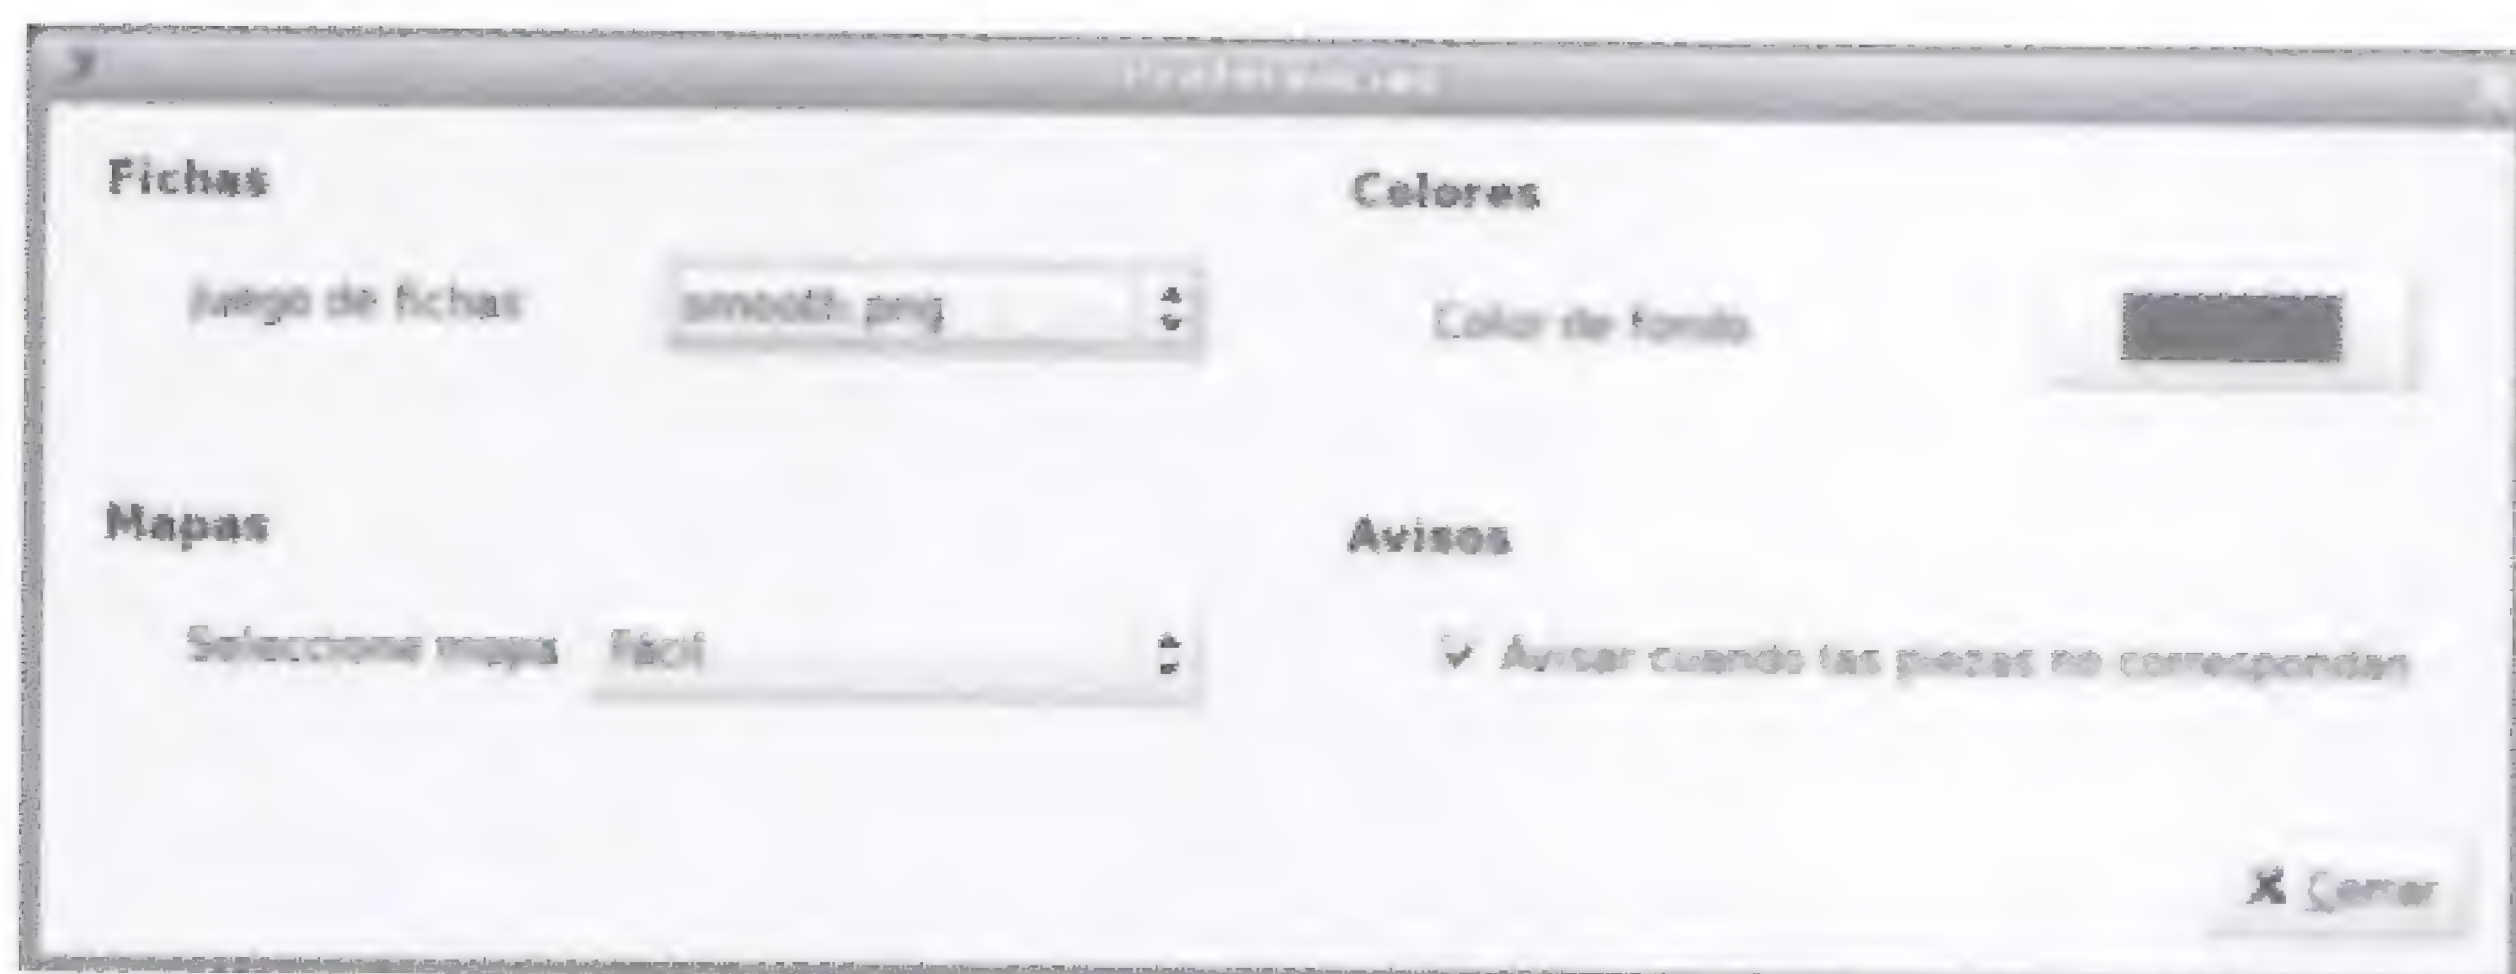 Preferencias
Fichas
Juego de fichas
smooth.png
Colores
Color de fondo
Mapas
Seleccione mapa
Fácil
Avisos
Avisar cuando las piezas no correspondan
Cerrar